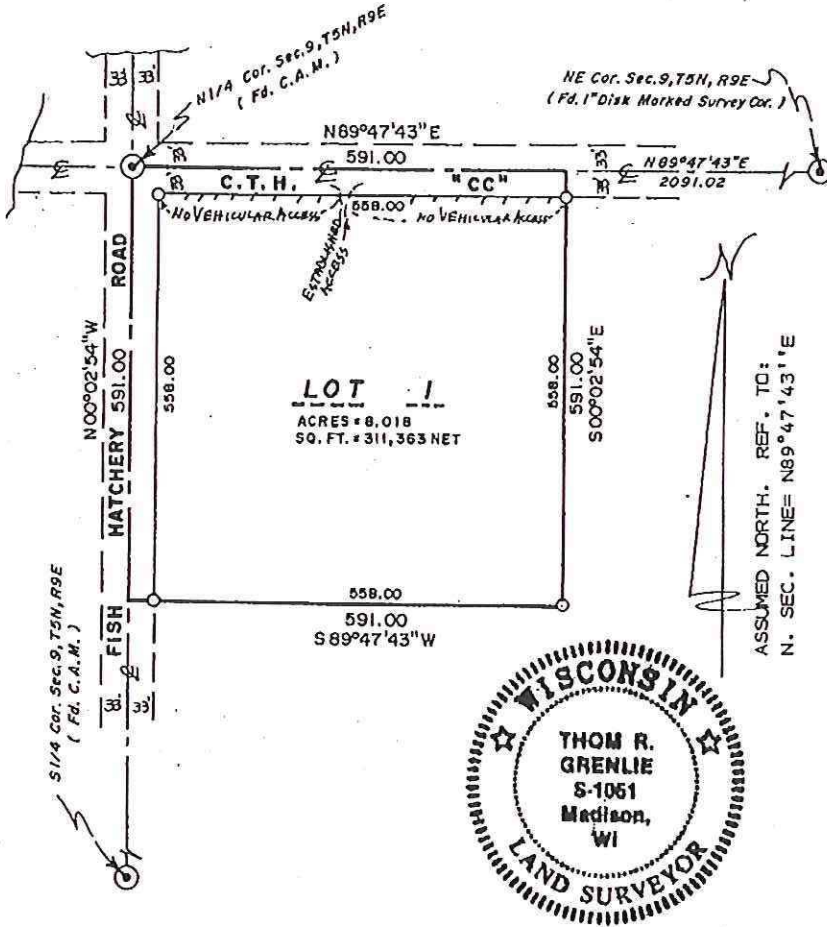 33' 33'
N1/4 Cor. Sec. 9, T5N, R9E
( Fd. C. A. M. )
NE Cor. Sec. 9, T5N, R9E
( Fd. 1" Disk Marked Survey Cor. )
N89°47'43"E
591.00
33'
33'
33'
33'
N 89°47'43"E
2091.02
C. T. H. "CC"
558.00
NO VEHICULAR ACCESS
NO VEHICULAR ACCESS
ESTABLISHED
ACCESS
FISH HATCHERY ROAD
N00°02'54"W 591.00
558.00
LOT 1
ACRES = 8.018
SQ. FT. = 311,363 NET
558.00
591.00
S00°02'54"E
558.00
591.00
S 89°47'43"W
ASSUMED NORTH. REF. TO:
N. SEC. LINE= N89°47'43''E
N
33' 33'
S1/4 Cor. Sec. 9, T5N, R9E
( Fd. C. A. M. )
WISCONSIN
THOM R.
GRENLIE
S-1051
Madison,
WI
LAND SURVEYOR